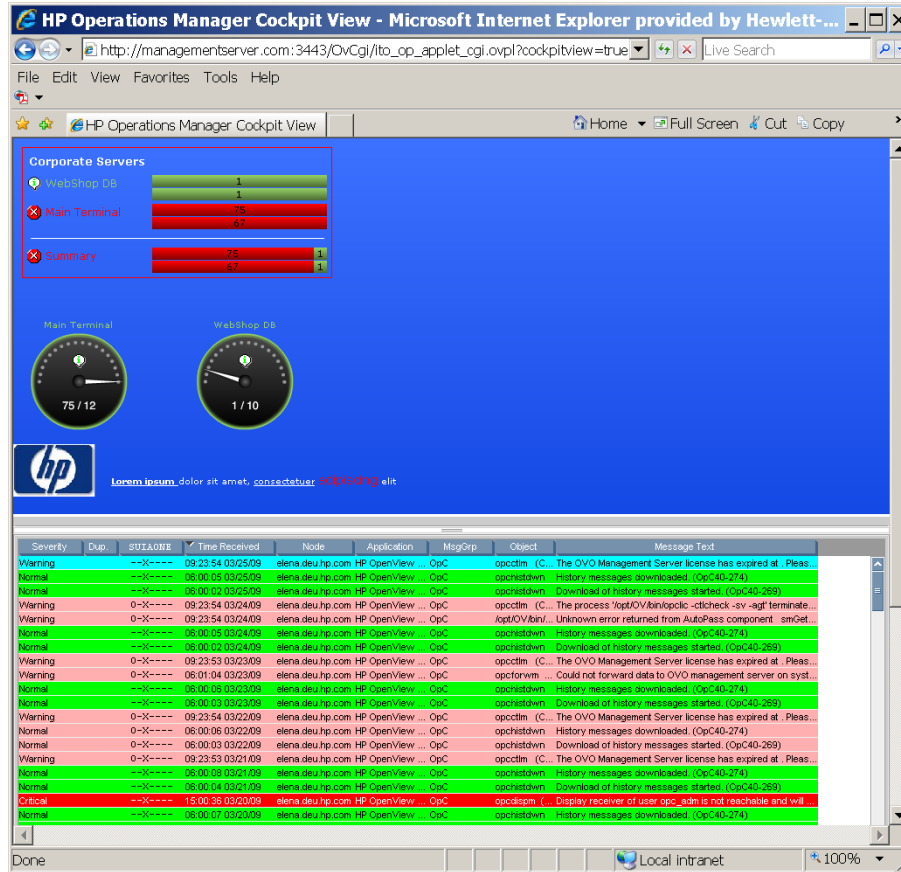 HP Operations Manager Cockpit View - Microsoft Internet Explorer provided by Hewlett-...
http://managementserver.com:3443/OvCgi/ito_op_applet_cgi.ovpl?cockpitview=true Live Search
File Edit View Favorites Tools Help
HP Operations Manager Cockpit View Home Full Screen Cut Copy
Corporate Servers
WebShop DB 1
1
Main Terminal 75
67
Summary 75 1
67 1
Main Terminal WebShop DB
75 / 12 1 / 10
hp
Lorem ipsum dolor sit amet, consectetuer adipiscing elit
Severity Dup. SUIAONE Time Received Node Application MsgGrp Object Message Text
Warning --X---- 09:23:54 03/25/09 elena.deu.hp.com HP OpenView ... OpC opcctlm (C... The OVO Management Server license has expired at . Pleas...
Normal --X---- 06:00:05 03/25/09 elena.deu.hp.com HP OpenView ... OpC opchistdwn History messages downloaded. (OpC40-274)
Normal --X---- 06:00:02 03/25/09 elena.deu.hp.com HP OpenView ... OpC opchistdwn Download of history messages started. (OpC40-269)
Warning 0-X---- 09:23:54 03/24/09 elena.deu.hp.com HP OpenView ... OpC opcctlm (C... The process '/opt/OV/bin/opclic -ctlcheck -sv -agt' terminate...
Warning 0-X---- 09:23:54 03/24/09 elena.deu.hp.com HP OpenView ... OpC /opt/OV/bin/... Unknown error returned from AutoPass component smGet...
Normal --X---- 06:00:05 03/24/09 elena.deu.hp.com HP OpenView ... OpC opchistdwn History messages downloaded. (OpC40-274)
Normal --X---- 06:00:02 03/24/09 elena.deu.hp.com HP OpenView ... OpC opchistdwn Download of history messages started. (OpC40-269)
Warning 0-X---- 09:23:53 03/23/09 elena.deu.hp.com HP OpenView ... OpC opcctlm (C... The OVO Management Server license has expired at . Pleas...
Warning 0-X---- 06:01:04 03/23/09 elena.deu.hp.com HP OpenView ... OpC opcforwm ... Could not forward data to OVO management server on syst...
Normal --X---- 06:00:06 03/23/09 elena.deu.hp.com HP OpenView ... OpC opchistdwn History messages downloaded. (OpC40-274)
Normal --X---- 06:00:03 03/23/09 elena.deu.hp.com HP OpenView ... OpC opchistdwn Download of history messages started. (OpC40-269)
Warning 0-X---- 09:23:54 03/22/09 elena.deu.hp.com HP OpenView ... OpC opcctlm (C... The OVO Management Server license has expired at . Pleas...
Normal 0-X---- 06:00:06 03/22/09 elena.deu.hp.com HP OpenView ... OpC opchistdwn History messages downloaded. (OpC40-274)
Normal 0-X---- 06:00:03 03/22/09 elena.deu.hp.com HP OpenView ... OpC opchistdwn Download of history messages started. (OpC40-269)
Warning 0-X---- 09:23:53 03/21/09 elena.deu.hp.com HP OpenView ... OpC opcctlm (C... The OVO Management Server license has expired at . Pleas...
Normal --X---- 06:00:08 03/21/09 elena.deu.hp.com HP OpenView ... OpC opchistdwn History messages downloaded. (OpC40-274)
Normal --X---- 06:00:04 03/21/09 elena.deu.hp.com HP OpenView ... OpC opchistdwn Download of history messages started. (OpC40-269)
Critical --X---- 15:00:36 03/20/09 elena.deu.hp.com HP OpenView ... OpC opcdispm (... Display receiver of user opc_adm is not reachable and will ...
Normal --X---- 06:00:07 03/20/09 elena.deu.hp.com HP OpenView ... OpC opchistdwn History messages downloaded. (OpC40-274)
Done Local intranet 100%